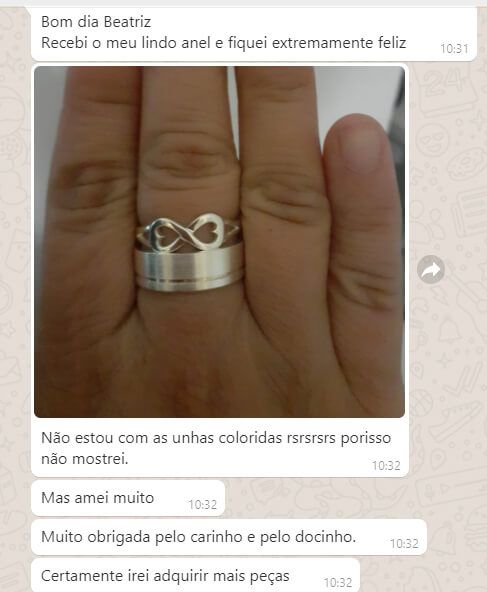 Bom dia Beatriz
Recebi o meu lindo anel e fiquei extremamente feliz
10:31
Não estou com as unhas coloridas rsrsrsrs porisso
não mostrei.
10:32
Mas amei muito
10:32
Muito obrigada pelo carinho e pelo docinho.
10:32
Certamente irei adquirir mais peças
10:32